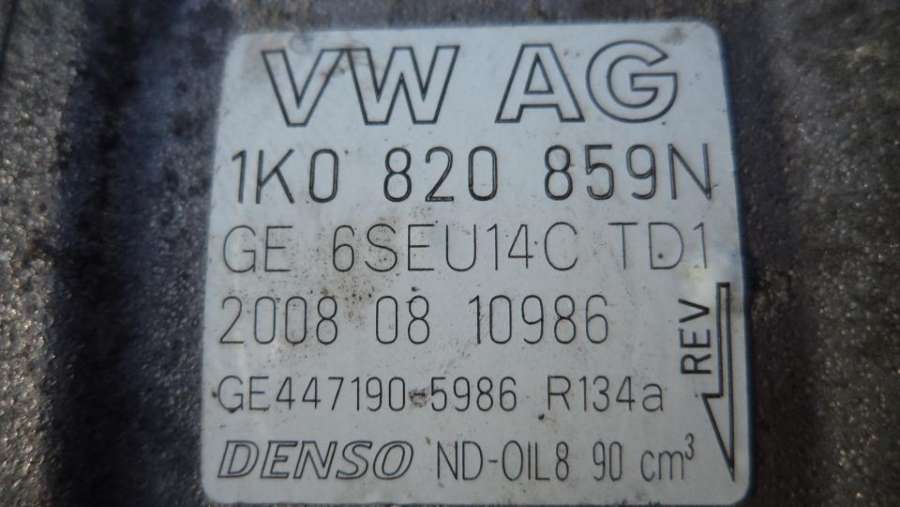 VW AG
1K0 820 859N
GE 6SEU14C TD1
2008 08 10986
REV
GE447190-5986 R134a
DENSO ND-OIL8 90 cm³